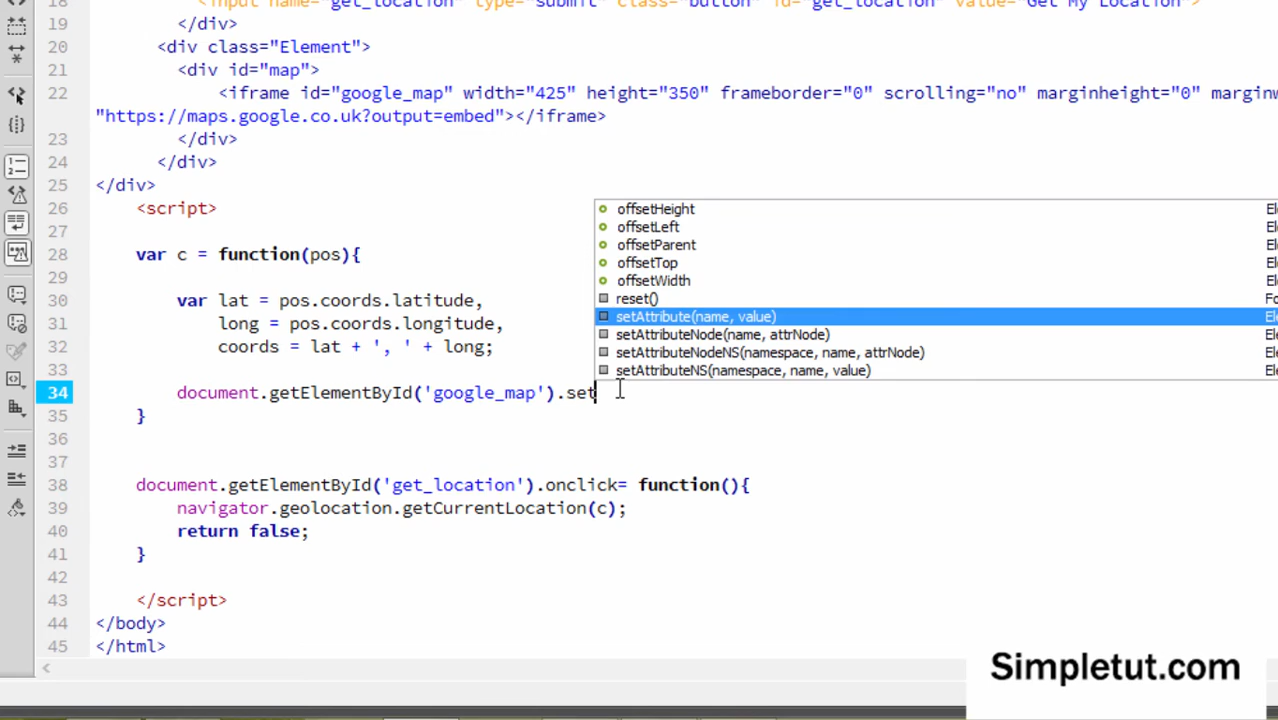 18 <input name="get_location" type="submit" class="button" id="get_location" value="Get My Location">
19 </div>
20 <div class="Element">
21 <div id="map">
22 <iframe id="google_map" width="425" height="350" frameborder="0" scrolling="no" marginheight="0"
"https://maps.google.co.uk?output=embed"></iframe>
23 </div>
24 </div>
25 </div>
26 <script>
27
28 var c = function(pos){
29
30 var lat = pos.coords.latitude,
31 long = pos.coords.longitude,
32 coords = lat + ', ' + long;
33
34 document.getElementById('google_map').set
35 }
36
37
38 document.getElementById('get_location').onclick= function(){
39 navigator.geolocation.getCurrentLocation(c);
40 return false;
41 }
42
43 </script>
44 </body>
45 </html>
offsetHeight
offsetLeft
offsetParent
offsetTop
offsetWidth
reset()
setAttribute(name, value)
setAttributeNode(name, attrNode)
setAttributeNodeNS(namespace, name, attrNode)
setAttributeNS(namespace, name, value)
Simpletut.com